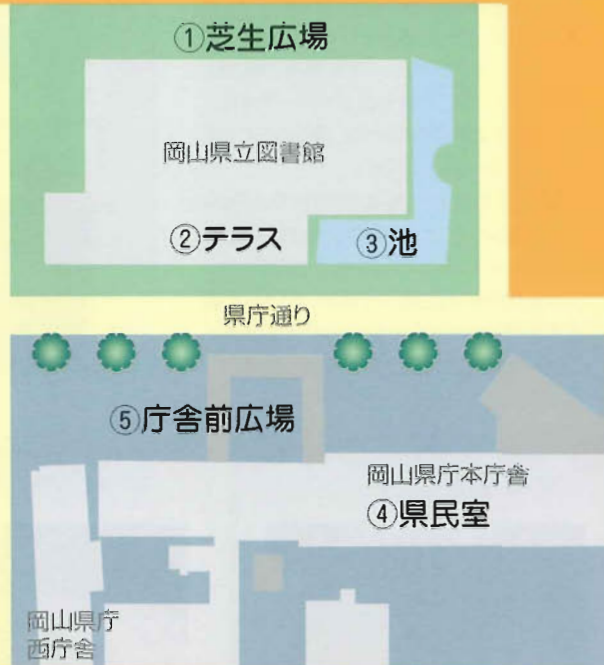 ①芝生広場
岡山県立図書館
②テラス
③池
県庁通り
⑤庁舎前広場
岡山県庁本庁舎
④県民室
岡山県庁
西庁舎